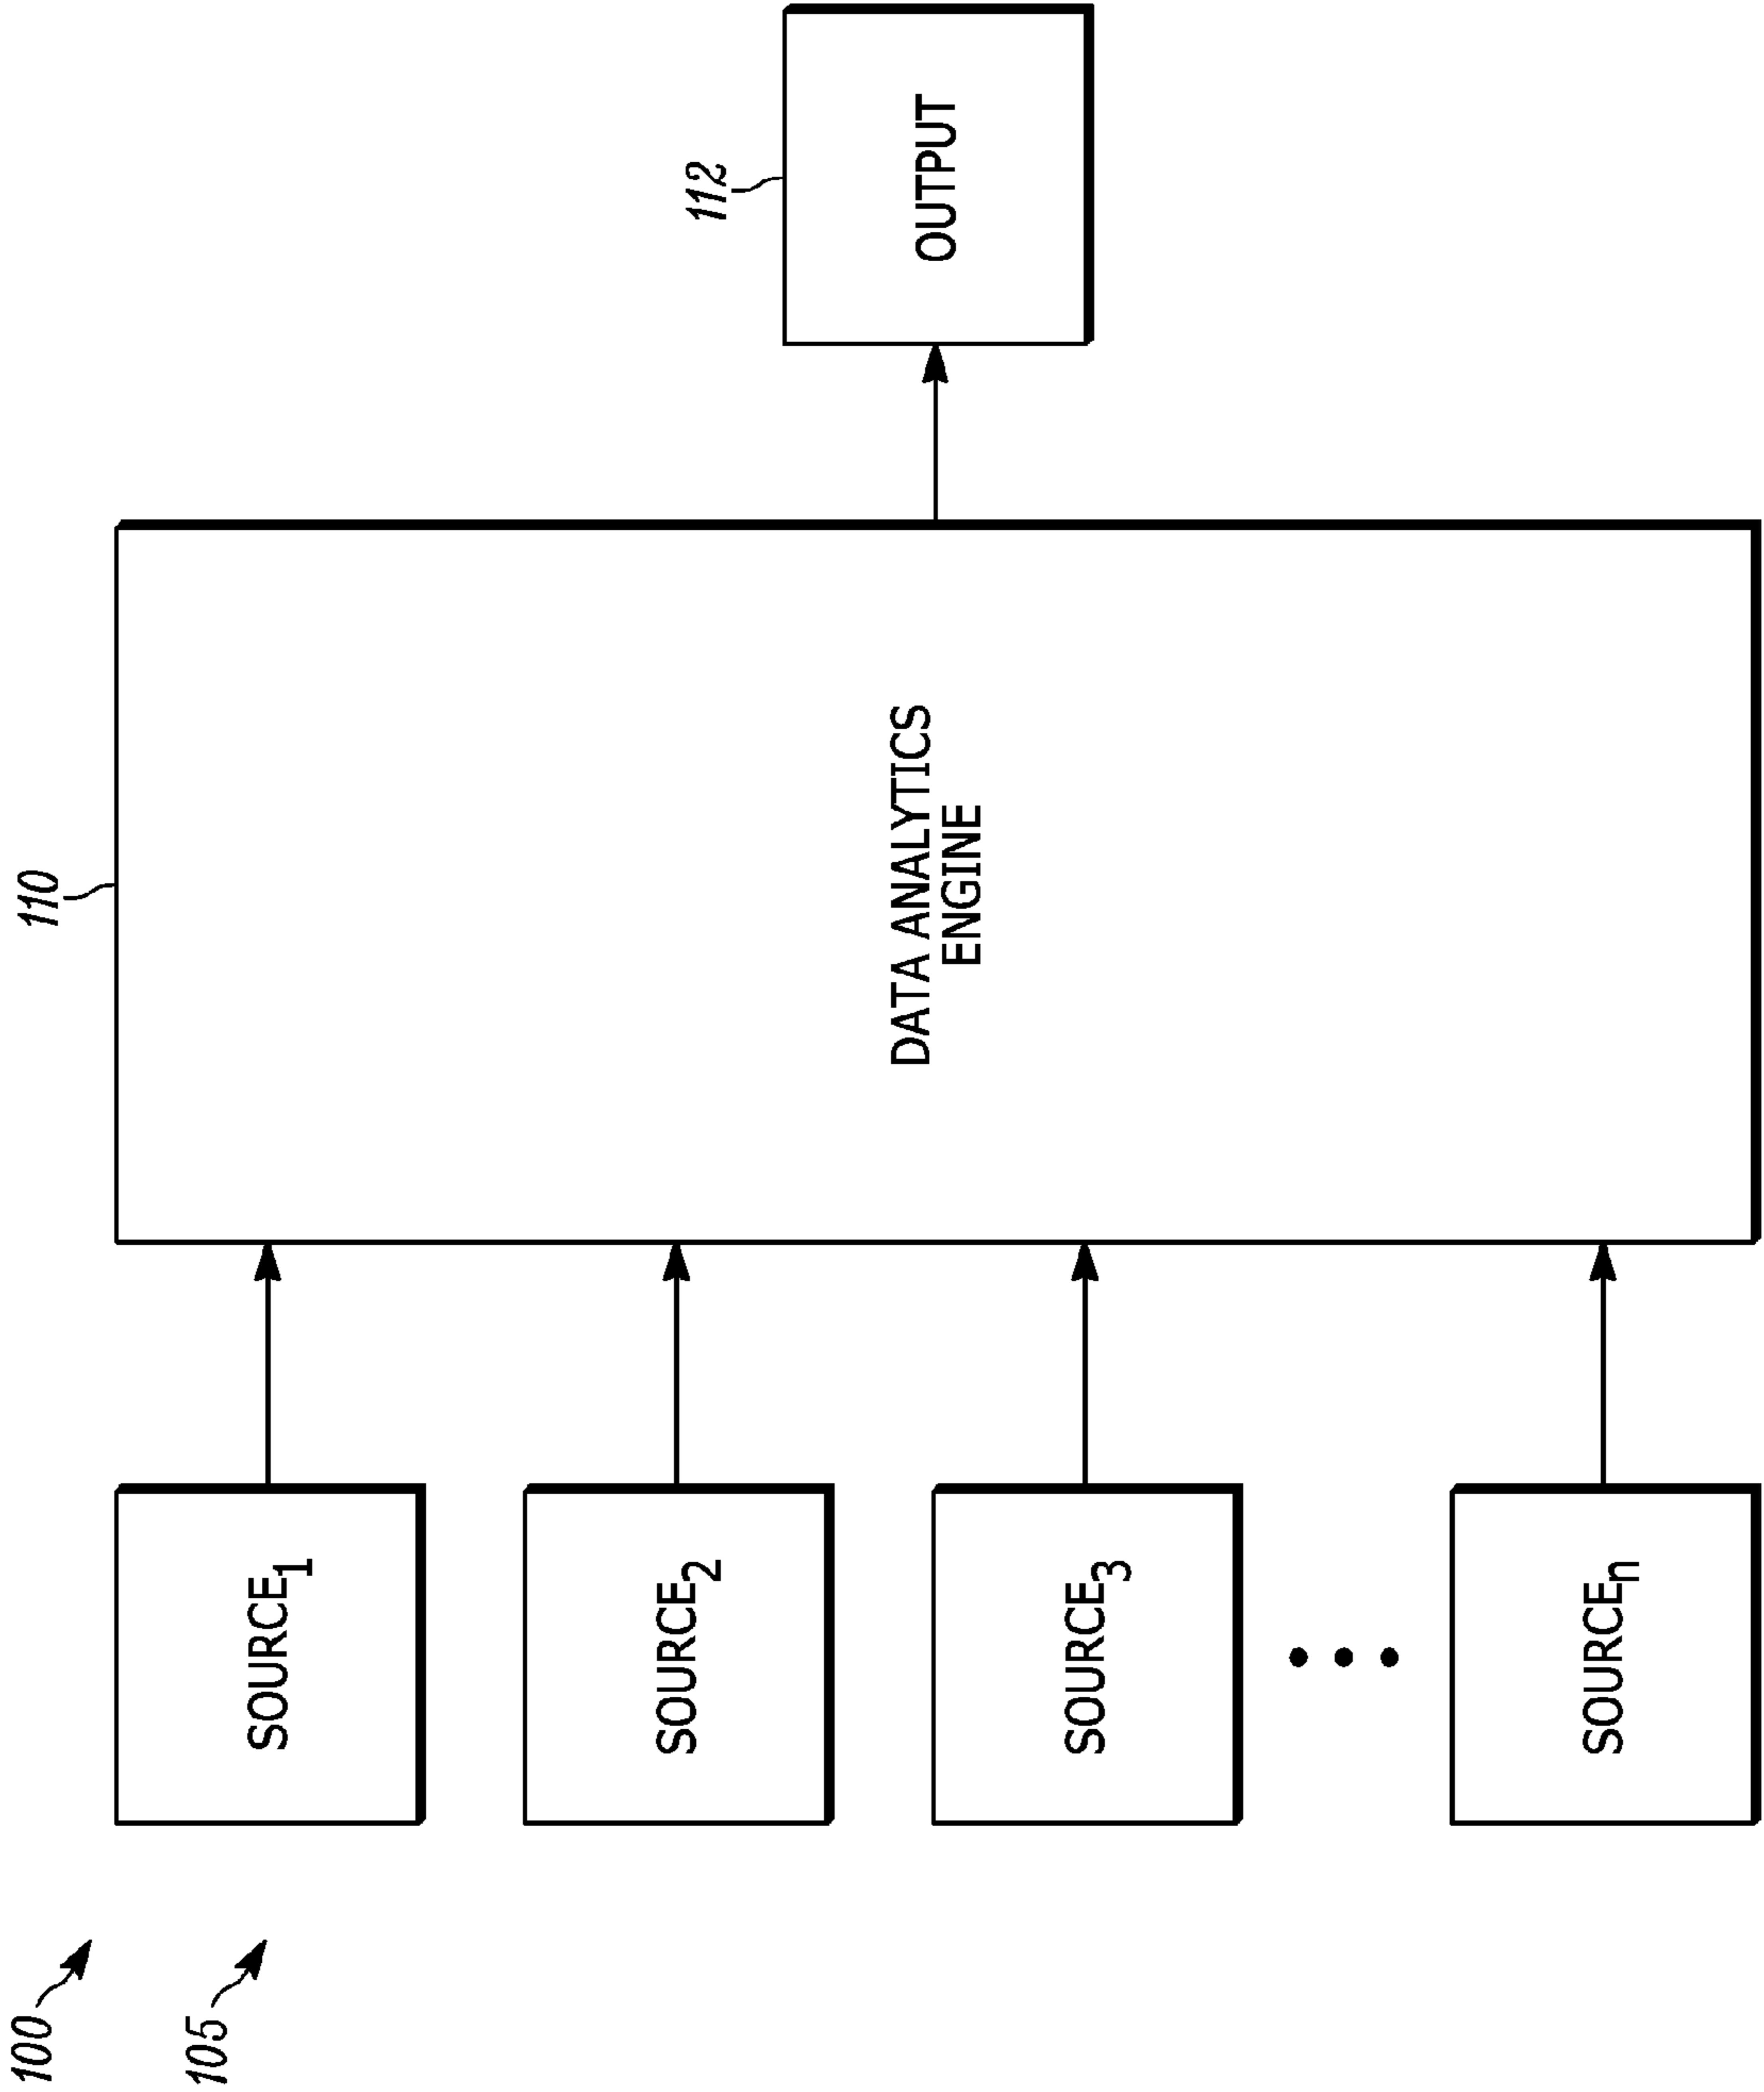 100
105
SOURCE1
SOURCE2
SOURCE3
SOURCEn
110
DATA ANALYTICS
ENGINE
112
OUTPUT